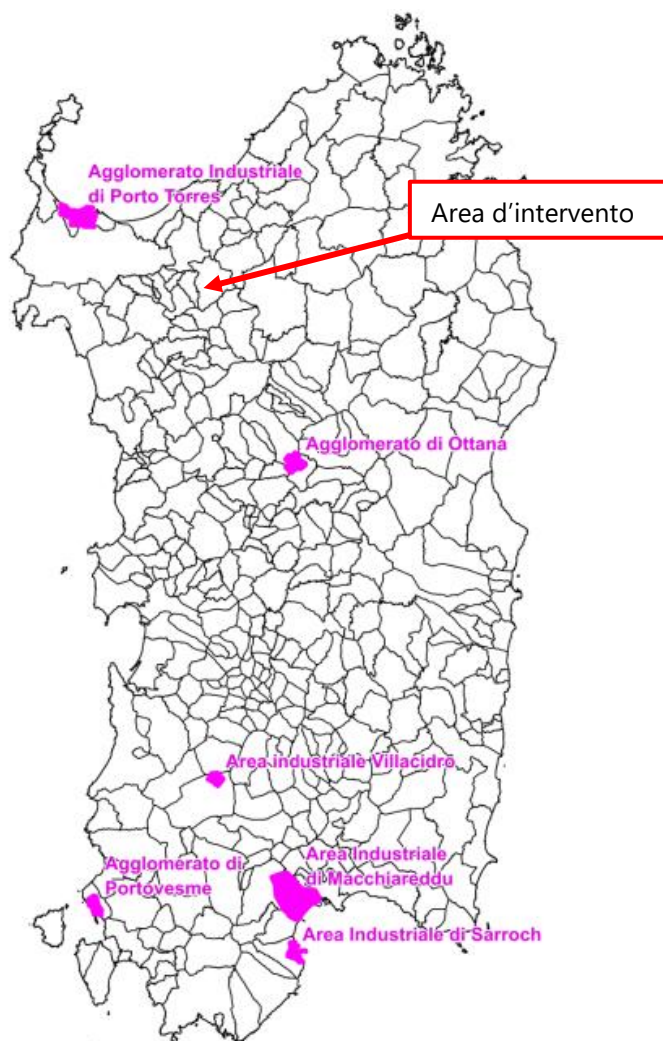 Agglomerato Industriale
di Porto Torres
Area d'intervento
Agglomerato di Ottana
Area industriale Villacidro
Agglomerato di
Portovesme
Area Industriale
di Macchiareddu
Area Industriale di Sarroch